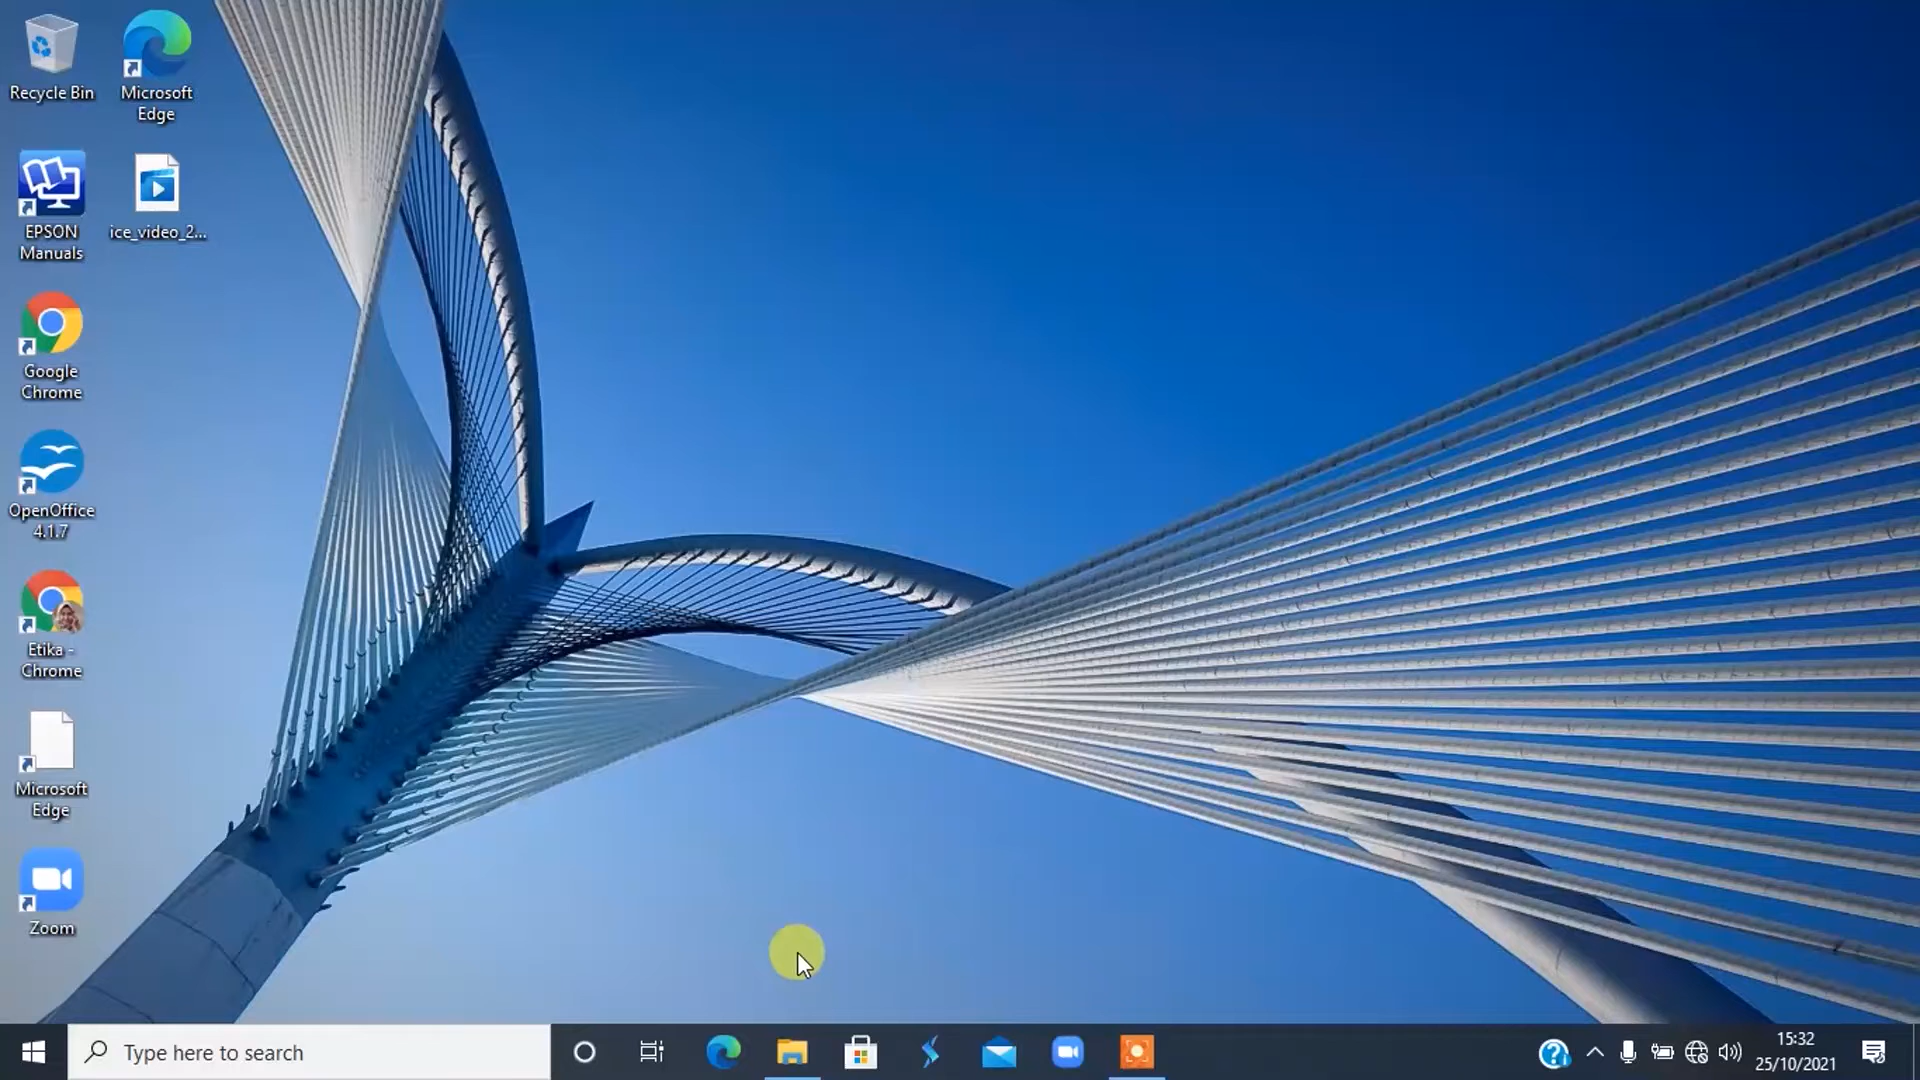 Recycle Bin
Microsoft
Edge
EPSON
Manuals
ice_video_2...
Google
Chrome
OpenOffice
4.1.7
Etika -
Chrome
Microsoft
Edge
Zoom
Type here to search
15:32
25/10/2021